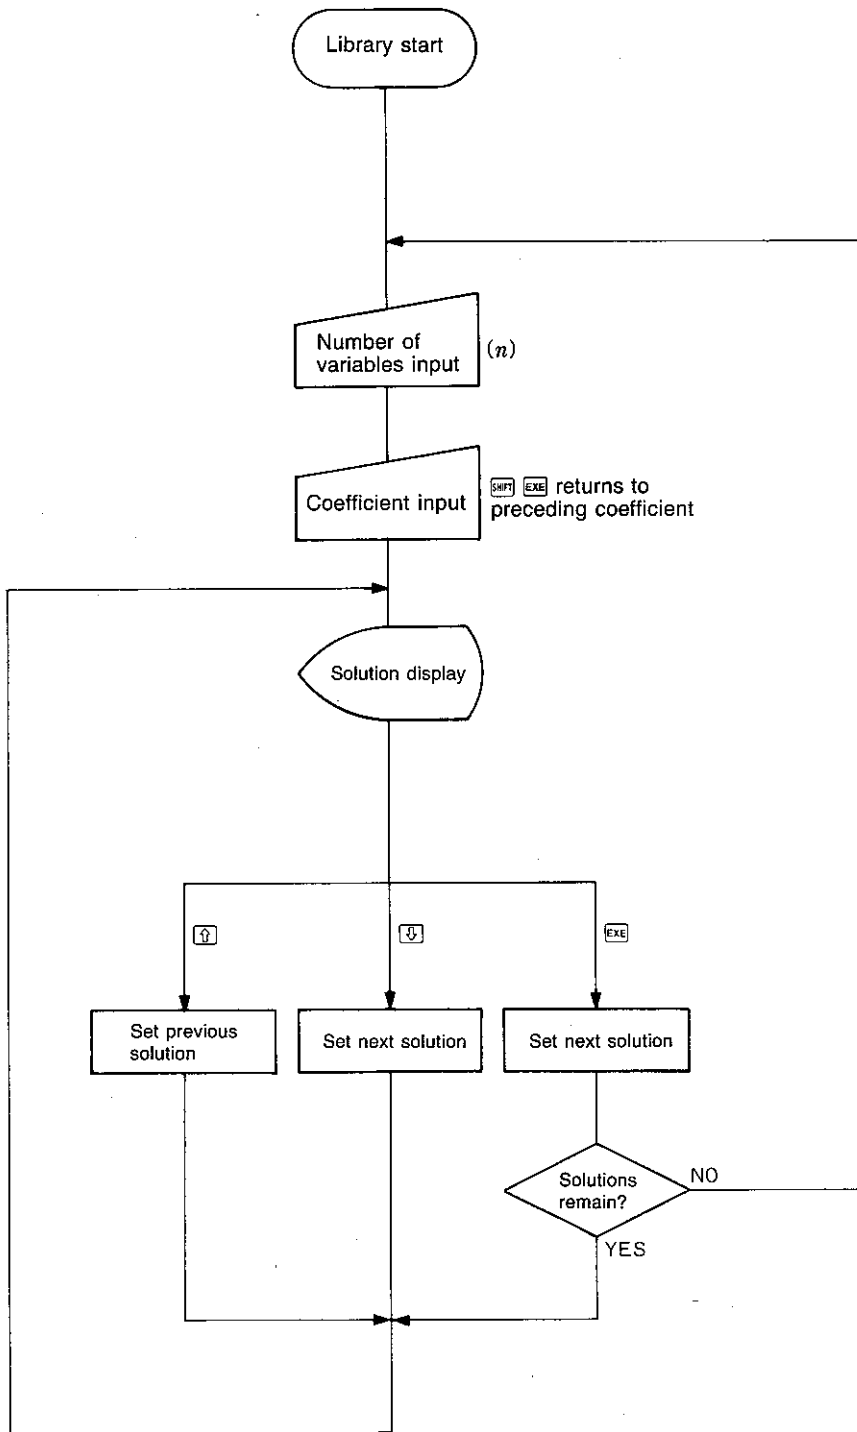 Library start
Number of
variables input
(n)
Coefficient input
SHIFT EXE returns to
preceding coefficient
Solution display
⇧
⇩
EXE
Set previous
solution
Set next solution
Set next solution
Solutions
remain?
NO
YES